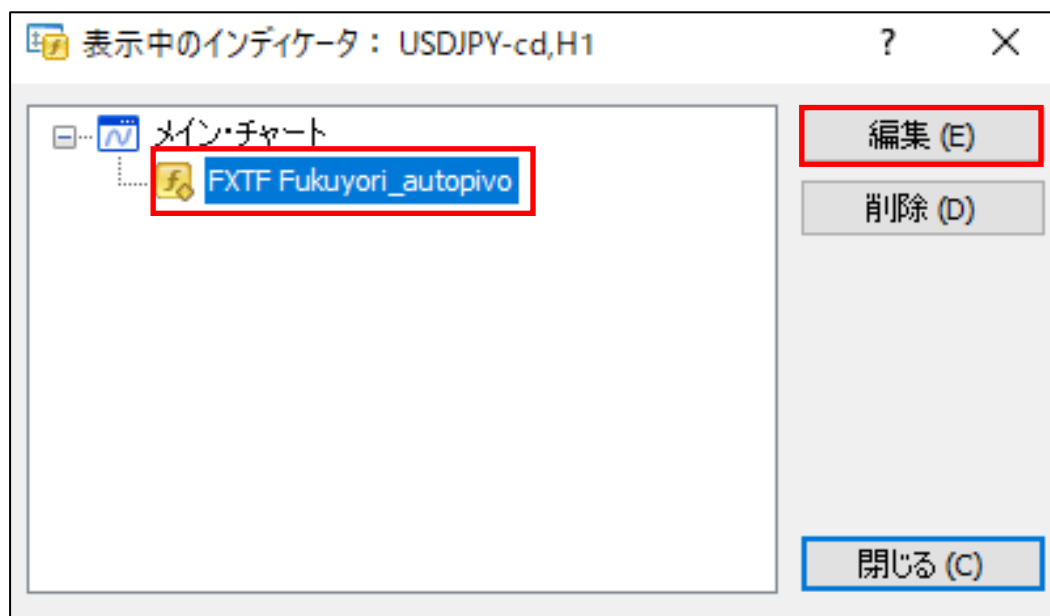 表示中のインディケータ： USDJPY-cd,H1
?
メイン・チャート
編集 (E)
FXTF Fukuyori_autopivo
削除 (D)
閉じる (C)